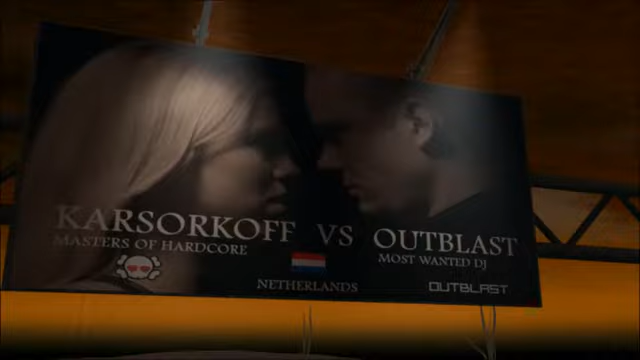 KARSORKOFF VS OUTBLAST
MASTERS OF HARDCORE
MOST WANTED DJ
NETHERLANDS
OUTBLAST